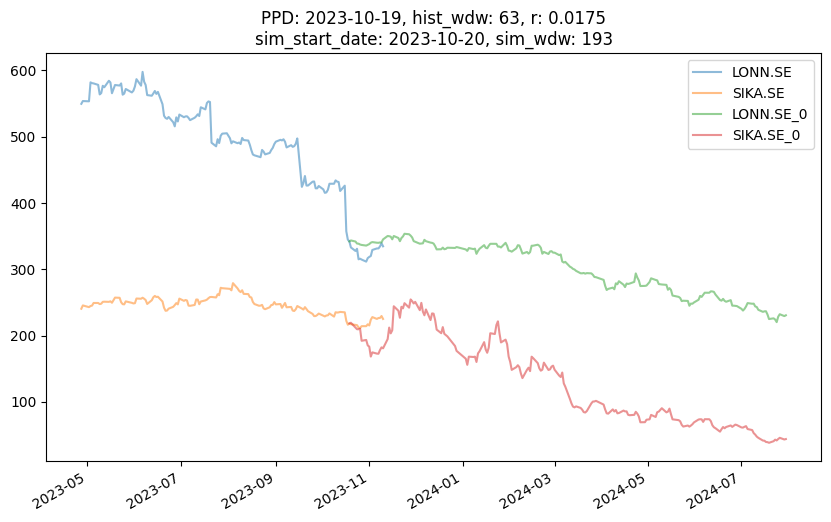 PPD: 2023-10-19, hist_wdw: 63, r: 0.0175
sim_start_date: 2023-10-20, sim_wdw: 193
LONN.SE
SIKA.SE
LONN.SE_0
SIKA.SE_0
600
500
400
300
200
100
2023-05
2023-07
2023-09
2023-11
2024-01
2024-03
2024-05
2024-07